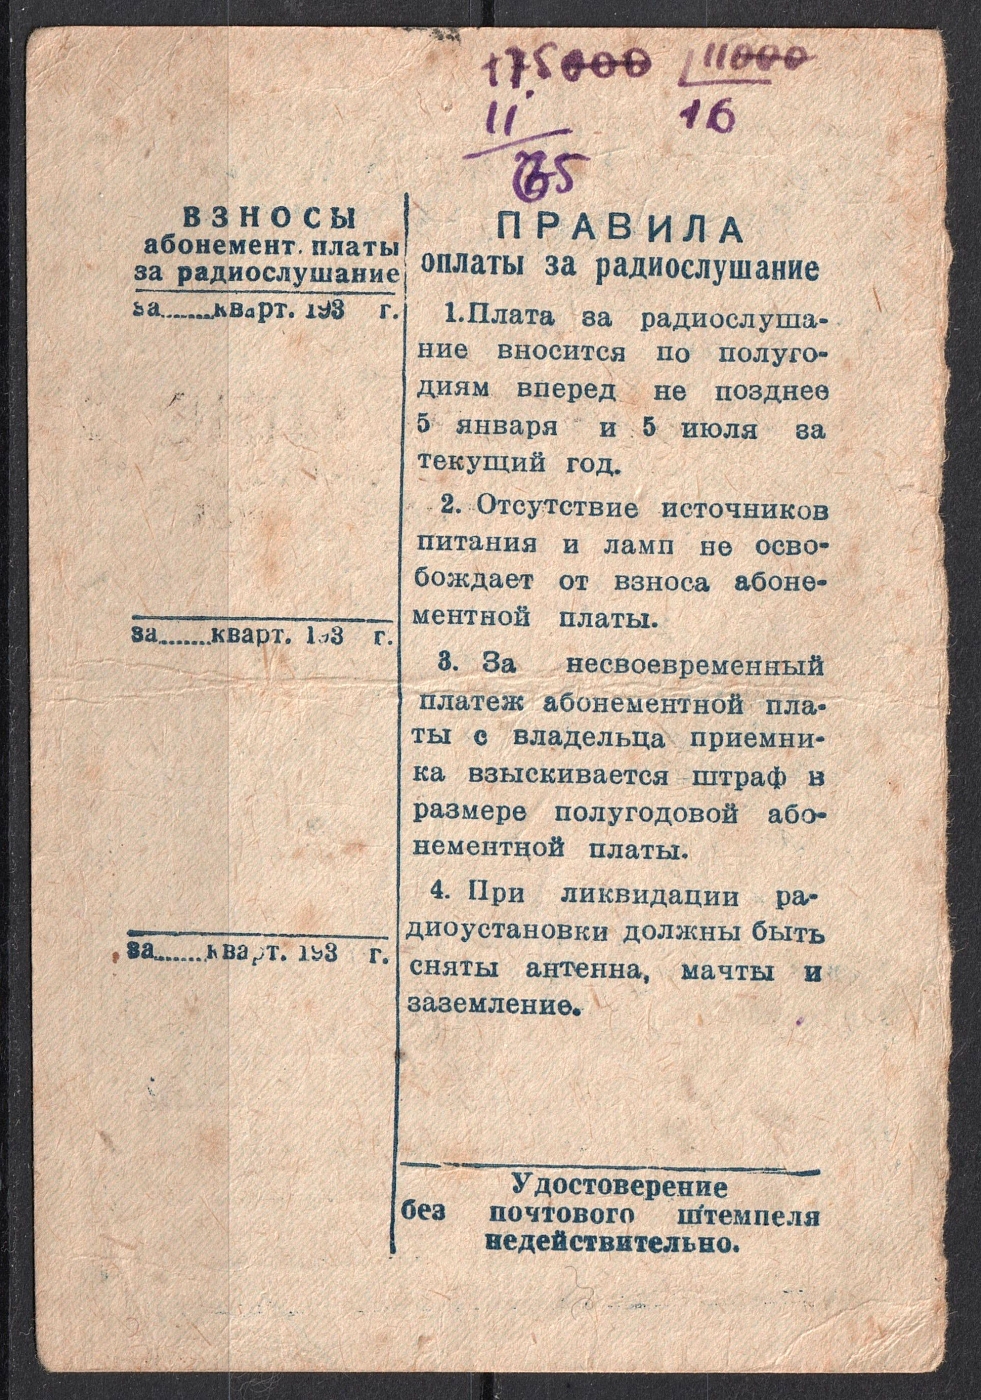 175000 11000
11 16
65
ВЗНОСЫ
абонемент. платы
за радиослушание
за.......кварт. 193 г.
за.......кварт. 193 г.
за.......кварт. 193 г.
ПРАВИЛА
оплаты за радиослушание
1.Плата за радиослуша-
ние вносится по полуго-
диям вперед не позднее
5 января и 5 июля за
текущий год.
2. Отсутствие источников
питания и ламп не осво-
бождает от взноса абоне-
ментной платы.
3. За несвоевременный
платеж абонементной пла-
ты с владельца приемни-
ка взыскивается штраф в
размере полугодовой або-
нементной платы.
4. При ликвидации ра-
диоустановки должны быть
сняты антенна, мачты и
заземление.
Удостоверение
без почтового штемпеля
недействительно.